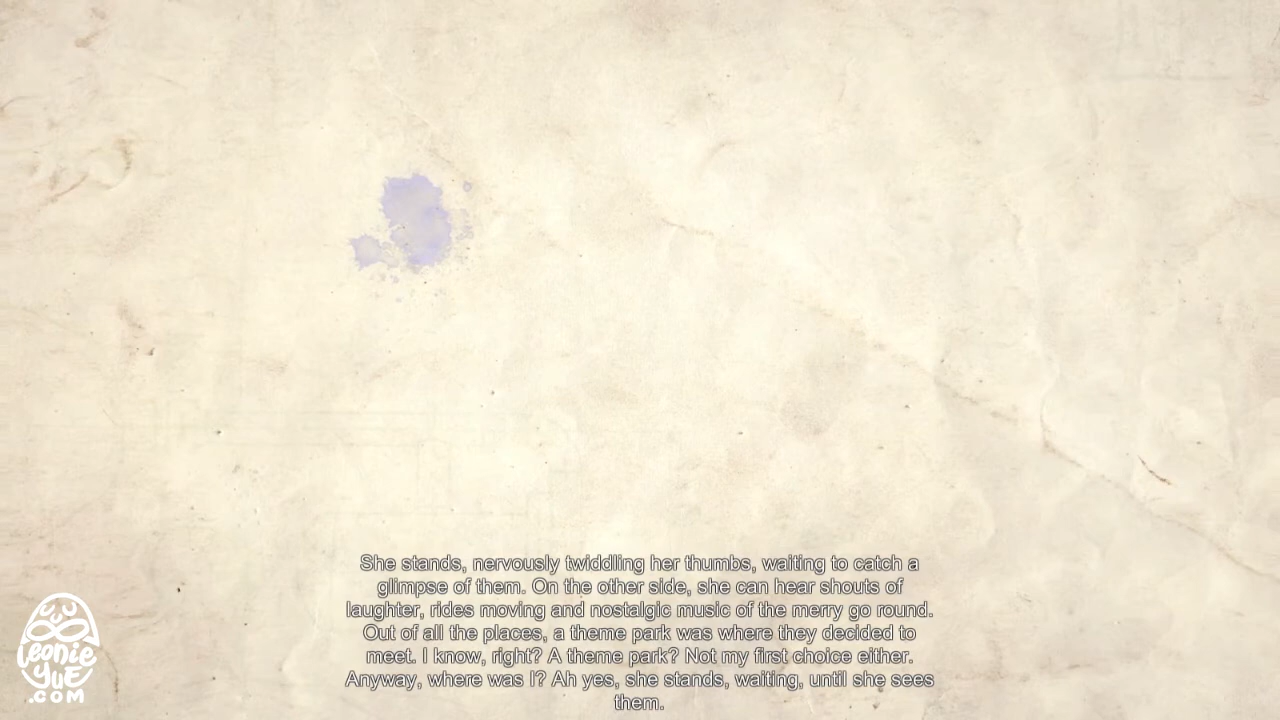 She stands, nervously twiddling her thumbs, waiting to catch a
glimpse of them. On the other side, she can hear shouts of
laughter, rides moving and nostalgic music of the merry go round.
Out of all the places, a theme park was where they decided to
meet. I know, right? A theme park? Not my first choice either.
Anyway, where was I? Ah yes, she stands, waiting, until she sees
them.
leonie
YuE
.COM